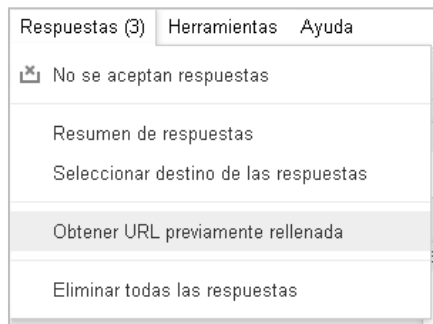 Respuestas (3) Herramientas Ayuda
No se aceptan respuestas
Resumen de respuestas
Seleccionar destino de las respuestas
Obtener URL previamente rellenada
Eliminar todas las respuestas